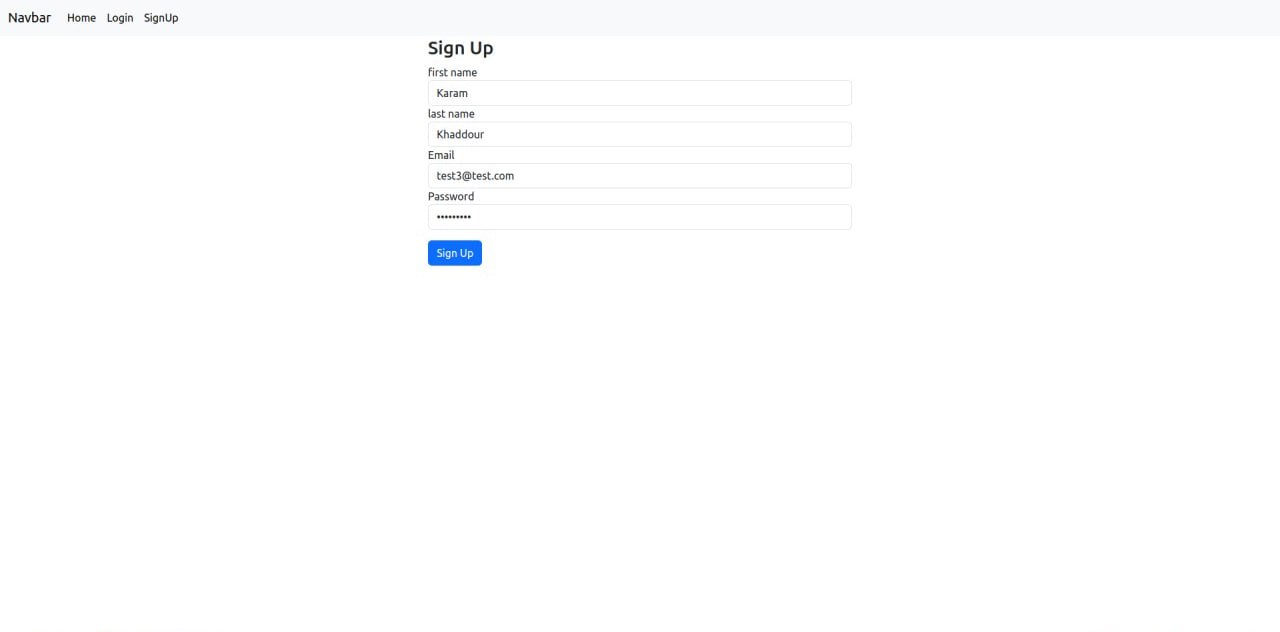 Navbar Home Login SignUp
Sign Up
first name
Karam
last name
Khaddour
Email
test3@test.com
Password
•••••••••
Sign Up